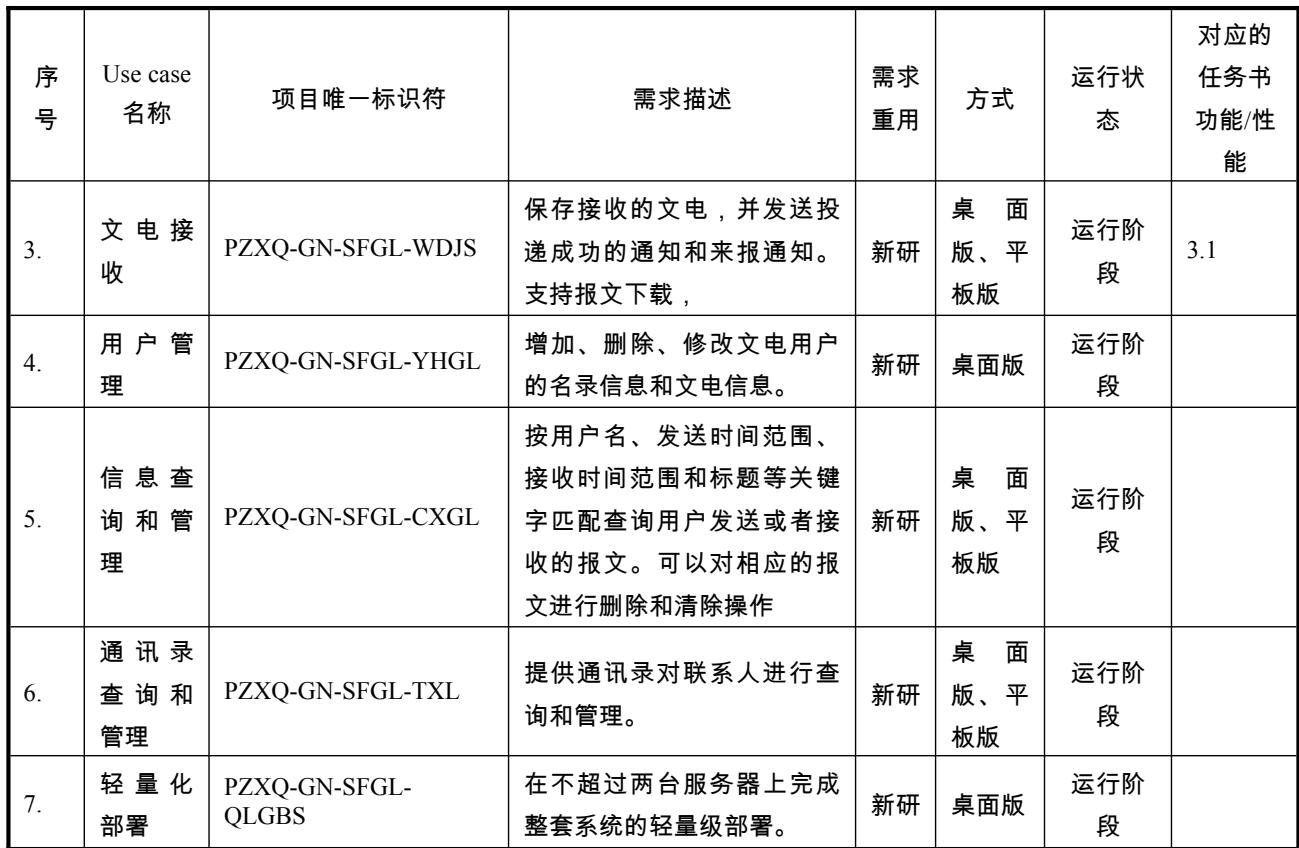 序号
Use case 名称
项目唯一标识符
需求描述
需求重用
方式
运行状态
对应的任务书功能/性能
3.
文电接收
PZXQ-GN-SFGL-WDJS
保存接收的文电，并发送投
递成功的通知和来报通知。
支持报文下载，
新研
桌面版、平板版
运行阶段
3.1
4.
用户管理
PZXQ-GN-SFGL-YHGL
增加、删除、修改文电用户
的名录信息和文电信息。
新研
桌面版
运行阶段
5.
信息查询和管理
PZXQ-GN-SFGL-CXGL
按用户名、发送时间范围、
接收时间范围和标题等关键
字匹配查询用户发送或者接
收的报文。可以对相应的报
文进行删除和清除操作
新研
桌面版、平板版
运行阶段
6.
通讯录查询和管理
PZXQ-GN-SFGL-TXL
提供通讯录对联系人进行查
询和管理。
新研
桌面版、平板版
运行阶段
7.
轻量化部署
PZXQ-GN-SFGL-
QLGBS
在不超过两台服务器上完成
整套系统的轻量级部署。
新研
桌面版
运行阶段